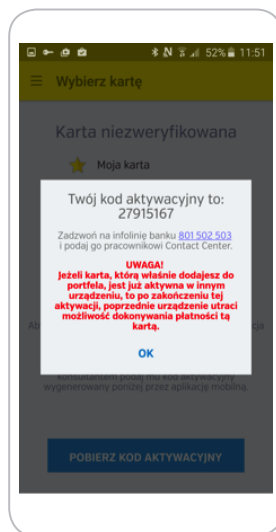 52% 11:51
Wybierz kartę
Karta niezweryfikowana
Moja karta
Twój kod aktywacyjny to:
27915167
Zadzwoń na infolinię banku 801 502 503
i podaj go pracownikowi Contact Center.
UWAGA!
Jeżeli karta, którą właśnie dodajesz do
portfela, jest już aktywna w innym
urządzeniu, to po zakończeniu tej
aktywacji, poprzednie urządzenie utraci
możliwość dokonywania płatności tą
kartą.
OK
konsultantem podaj mu kod aktywacyjny
wygenerowany poniżej przez aplikację mobilną.
POBIERZ KOD AKTYWACYJNY